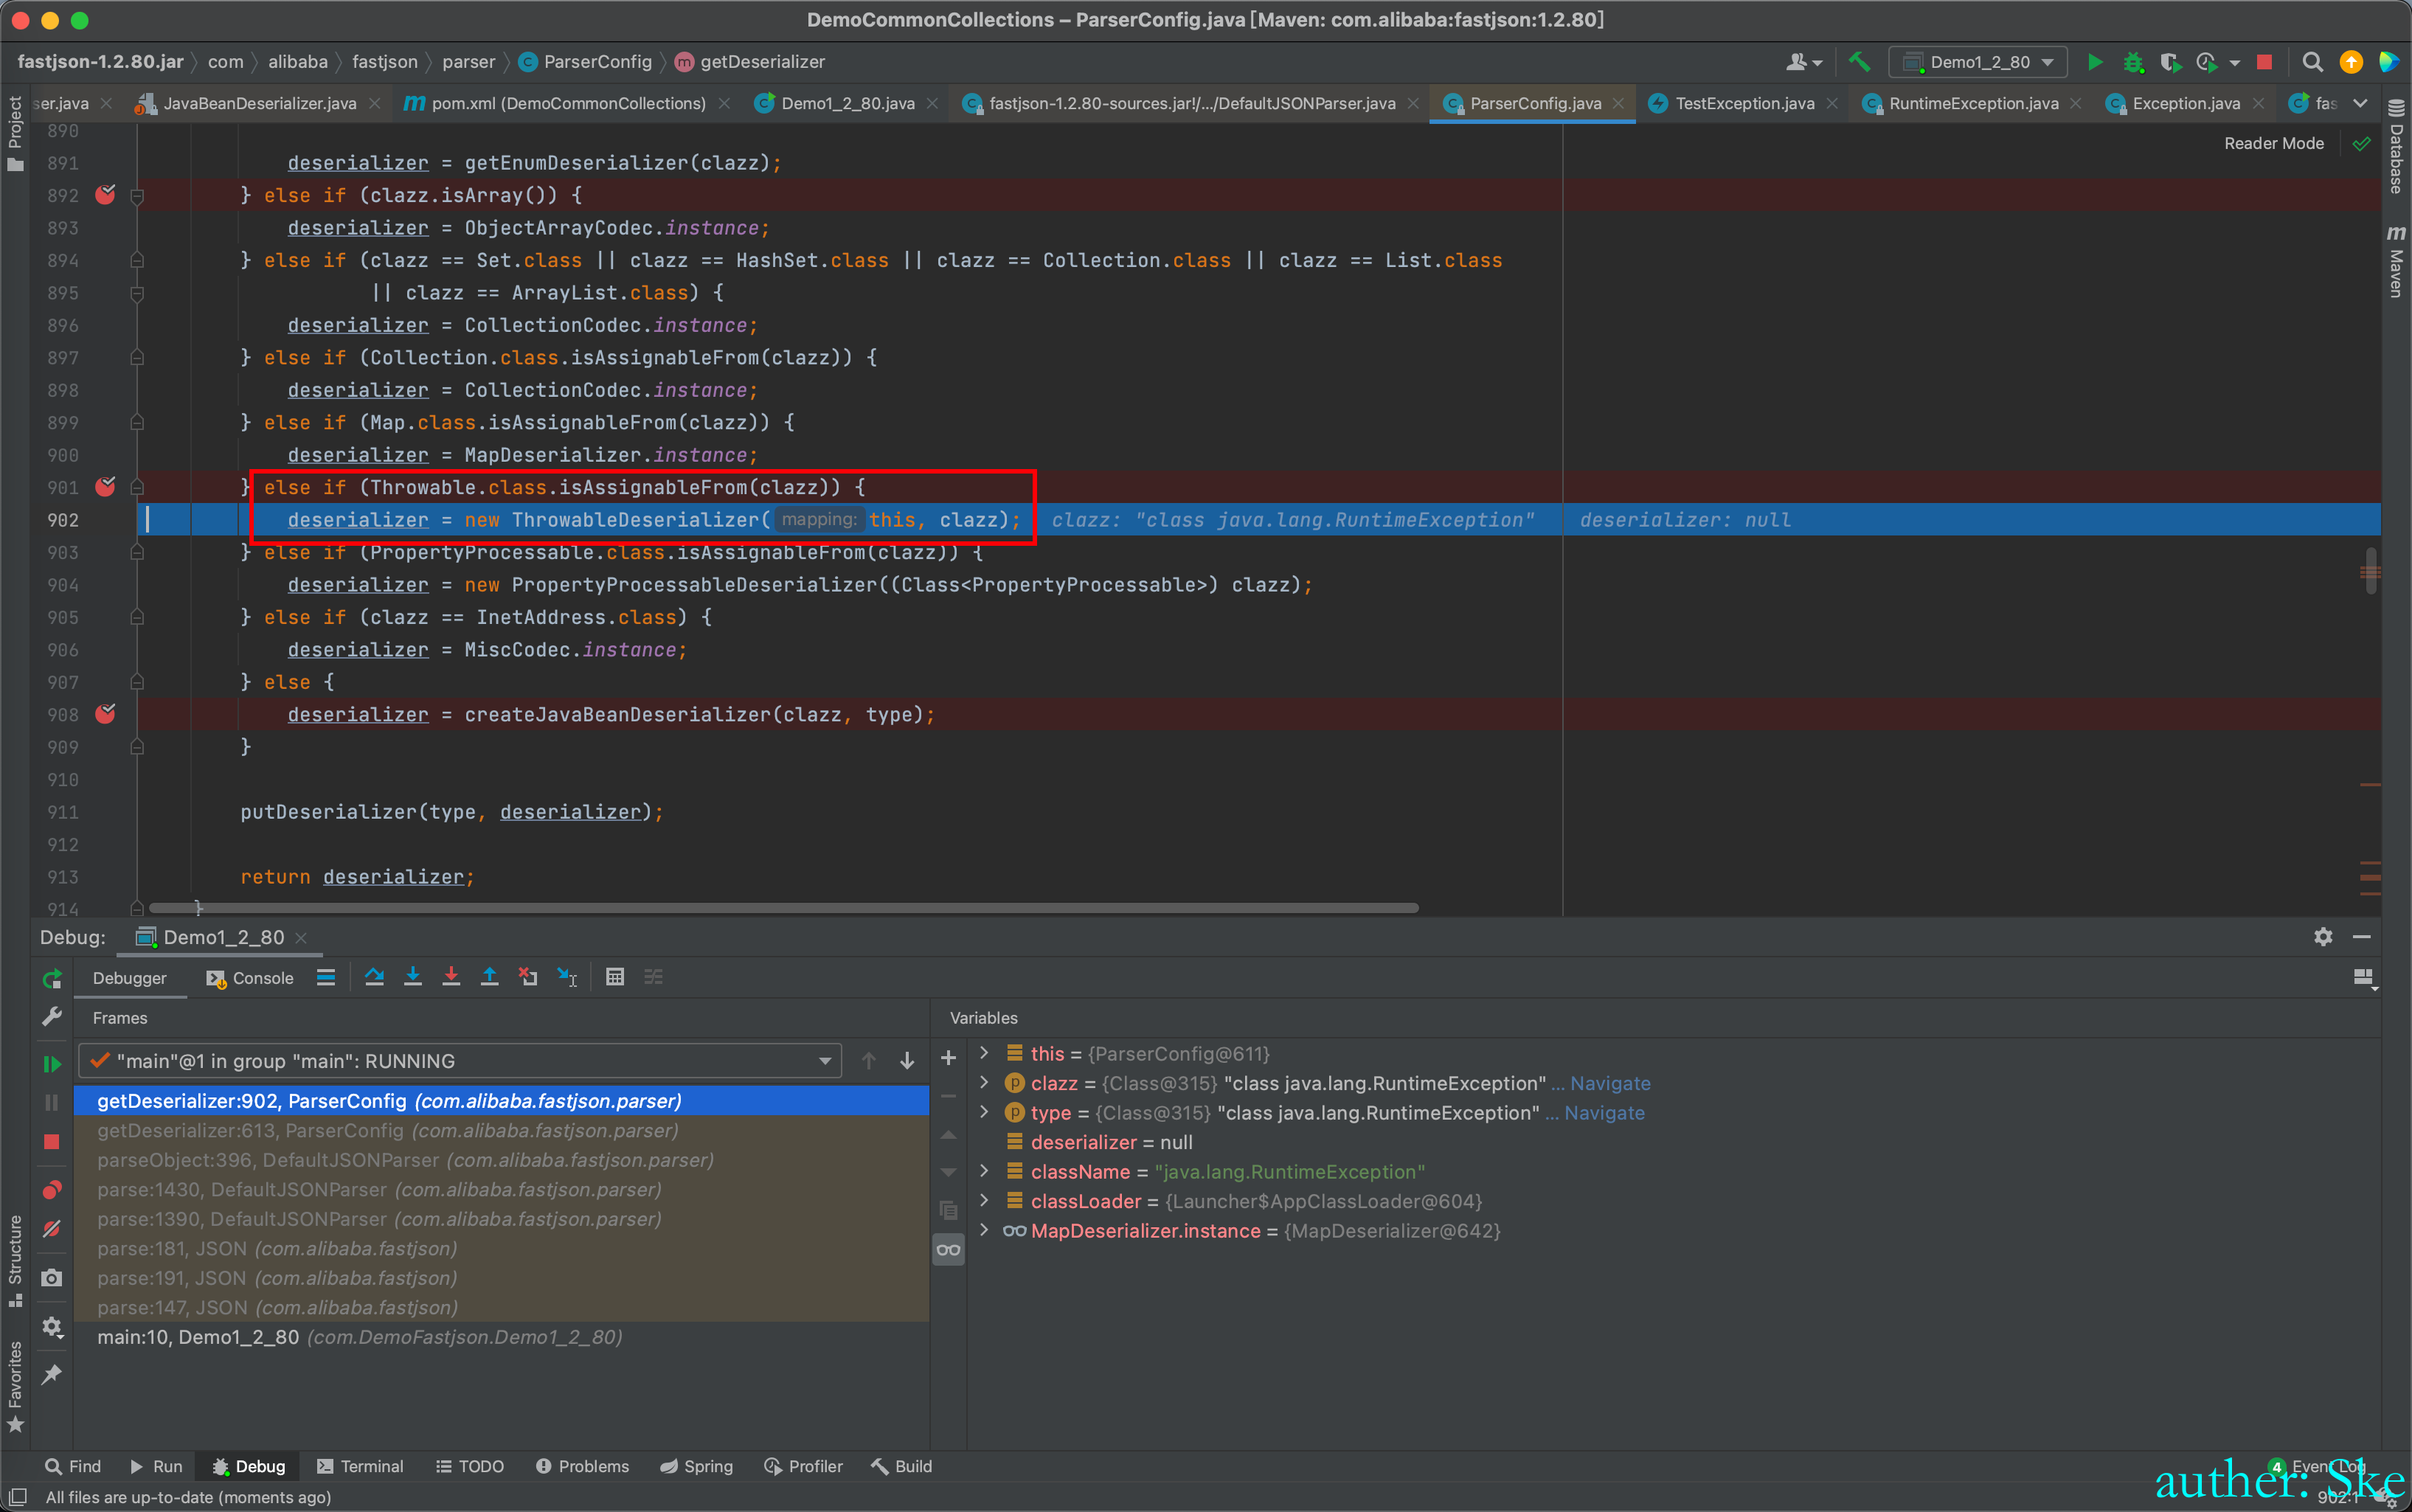 DemoCommonCollections – ParserConfig.java [Maven: com.alibaba:fastjson:1.2.80]
fastjson-1.2.80.jar com alibaba fastjson parser ParserConfig getDeserializer Demo1_2_80
ser.java JavaBeanDeserializer.java pom.xml (DemoCommonCollections) Demo1_2_80.java fastjson-1.2.80-sources.jar!/.../DefaultJSONParser.java ParserConfig.java TestException.java RuntimeException.java Exception.java fas
Project
Database
Maven
Reader Mode
890
891 deserializer = getEnumDeserializer(clazz);
892 } else if (clazz.isArray()) {
893 deserializer = ObjectArrayCodec.instance;
894 } else if (clazz == Set.class || clazz == HashSet.class || clazz == Collection.class || clazz == List.class
895 || clazz == ArrayList.class) {
896 deserializer = CollectionCodec.instance;
897 } else if (Collection.class.isAssignableFrom(clazz)) {
898 deserializer = CollectionCodec.instance;
899 } else if (Map.class.isAssignableFrom(clazz)) {
900 deserializer = MapDeserializer.instance;
901 } else if (Throwable.class.isAssignableFrom(clazz)) {
902 deserializer = new ThrowableDeserializer( mapping: this, clazz); clazz: "class java.lang.RuntimeException" deserializer: null
903 } else if (PropertyProcessable.class.isAssignableFrom(clazz)) {
904 deserializer = new PropertyProcessableDeserializer((Class<PropertyProcessable>) clazz);
905 } else if (clazz == InetAddress.class) {
906 deserializer = MiscCodec.instance;
907 } else {
908 deserializer = createJavaBeanDeserializer(clazz, type);
909 }
910
911 putDeserializer(type, deserializer);
912
913 return deserializer;
914 }
Debug: Demo1_2_80
Debugger Console
Frames
"main"@1 in group "main": RUNNING
getDeserializer:902, ParserConfig (com.alibaba.fastjson.parser)
getDeserializer:613, ParserConfig (com.alibaba.fastjson.parser)
parseObject:396, DefaultJSONParser (com.alibaba.fastjson.parser)
parse:1430, DefaultJSONParser (com.alibaba.fastjson.parser)
parse:1390, DefaultJSONParser (com.alibaba.fastjson.parser)
parse:181, JSON (com.alibaba.fastjson)
parse:191, JSON (com.alibaba.fastjson)
parse:147, JSON (com.alibaba.fastjson)
main:10, Demo1_2_80 (com.DemoFastjson.Demo1_2_80)
Variables
this = {ParserConfig@611}
clazz = {Class@315} "class java.lang.RuntimeException" ... Navigate
type = {Class@315} "class java.lang.RuntimeException" ... Navigate
deserializer = null
className = "java.lang.RuntimeException"
classLoader = {Launcher$AppClassLoader@604}
MapDeserializer.instance = {MapDeserializer@642}
Structure
Favorites
Find Run Debug Terminal TODO Problems Spring Profiler Build 4 Event Log
All files are up-to-date (moments ago) 902:1
auther: Ske